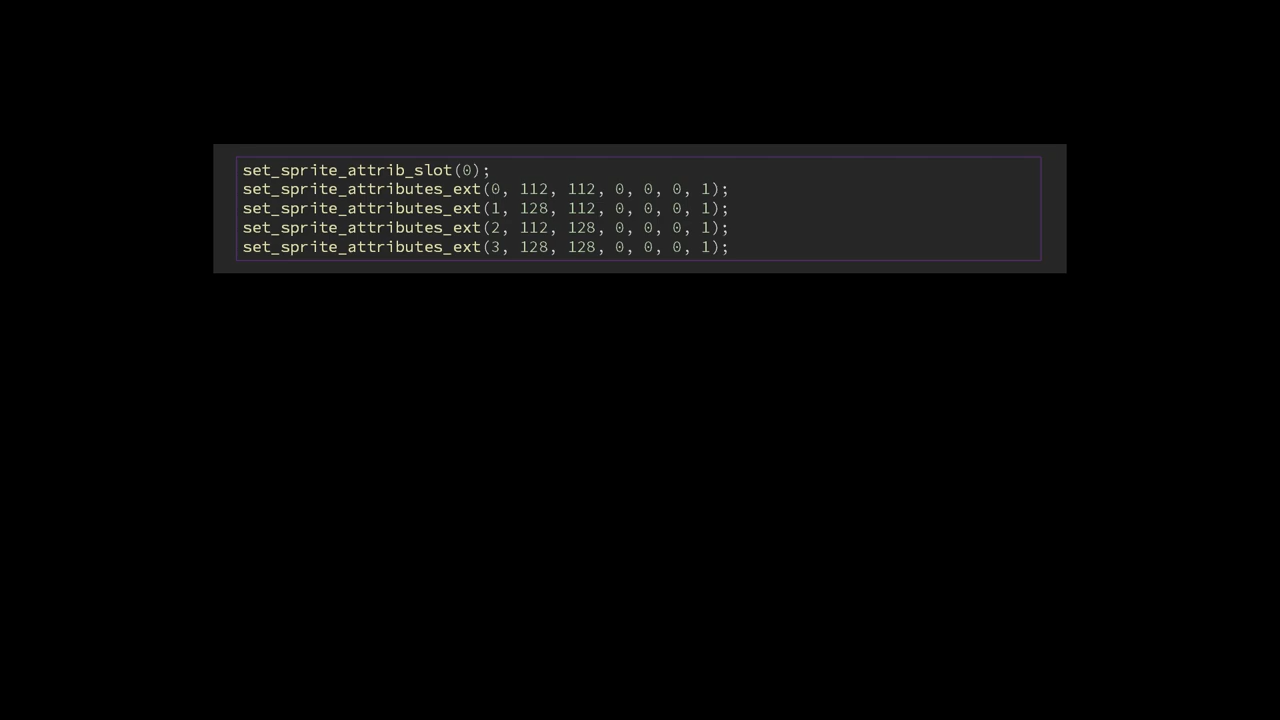 set_sprite_attrib_slot(0);
set_sprite_attributes_ext(0, 112, 112, 0, 0, 0, 1);
set_sprite_attributes_ext(1, 128, 112, 0, 0, 0, 1);
set_sprite_attributes_ext(2, 112, 128, 0, 0, 0, 1);
set_sprite_attributes_ext(3, 128, 128, 0, 0, 0, 1);